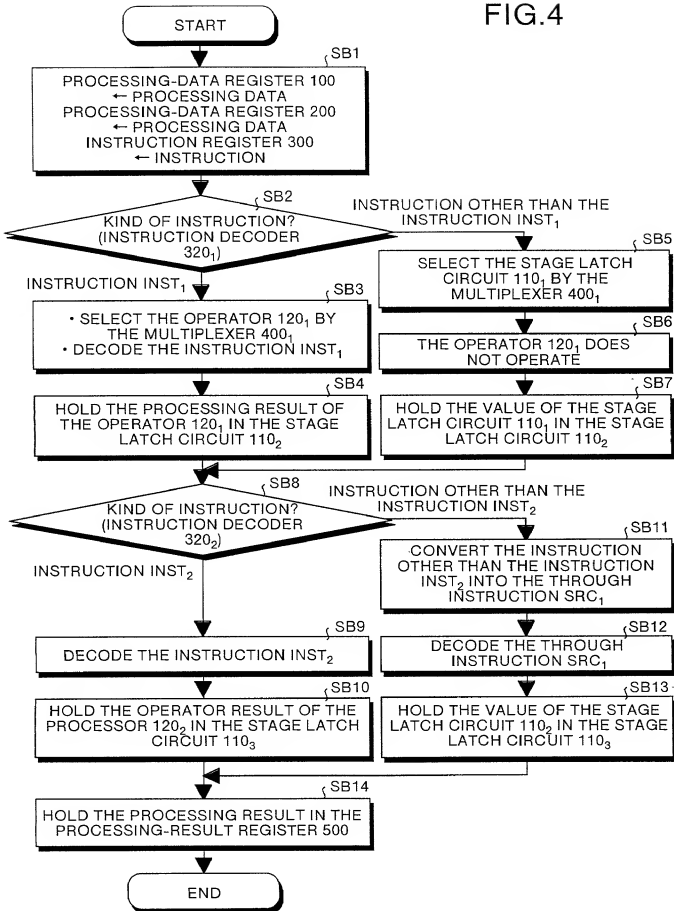 FIG.4
START
SB1
PROCESSING-DATA REGISTER 100
← PROCESSING DATA
PROCESSING-DATA REGISTER 200
← PROCESSING DATA
INSTRUCTION REGISTER 300
← INSTRUCTION
SB2
KIND OF INSTRUCTION?
(INSTRUCTION DECODER
320₁)
INSTRUCTION OTHER THAN THE
INSTRUCTION INST₁
INSTRUCTION INST₁
SB3
・SELECT THE OPERATOR 120₁ BY
THE MULTIPLEXER 400₁
・DECODE THE INSTRUCTION INST₁
SB4
HOLD THE PROCESSING RESULT OF
THE OPERATOR 120₁ IN THE STAGE
LATCH CIRCUIT 110₂
SB5
SELECT THE STAGE LATCH
CIRCUIT 110₁ BY THE
MULTIPLEXER 400₁
SB6
THE OPERATOR 120₁ DOES
NOT OPERATE
SB7
HOLD THE VALUE OF THE STAGE
LATCH CIRCUIT 110₁ IN THE STAGE
LATCH CIRCUIT 110₂
SB8
KIND OF INSTRUCTION?
(INSTRUCTION DECODER
320₂)
INSTRUCTION OTHER THAN THE
INSTRUCTION INST₂
INSTRUCTION INST₂
SB9
DECODE THE INSTRUCTION INST₂
SB10
HOLD THE OPERATOR RESULT OF THE
PROCESSOR 120₂ IN THE STAGE LATCH
CIRCUIT 110₃
SB11
CONVERT THE INSTRUCTION
OTHER THAN THE INSTRUCTION
INST₂ INTO THE THROUGH
INSTRUCTION SRC₁
SB12
DECODE THE THROUGH
INSTRUCTION SRC₁
SB13
HOLD THE VALUE OF THE STAGE
LATCH CIRCUIT 110₂ IN THE STAGE
LATCH CIRCUIT 110₃
SB14
HOLD THE PROCESSING RESULT IN THE
PROCESSING-RESULT REGISTER 500
END